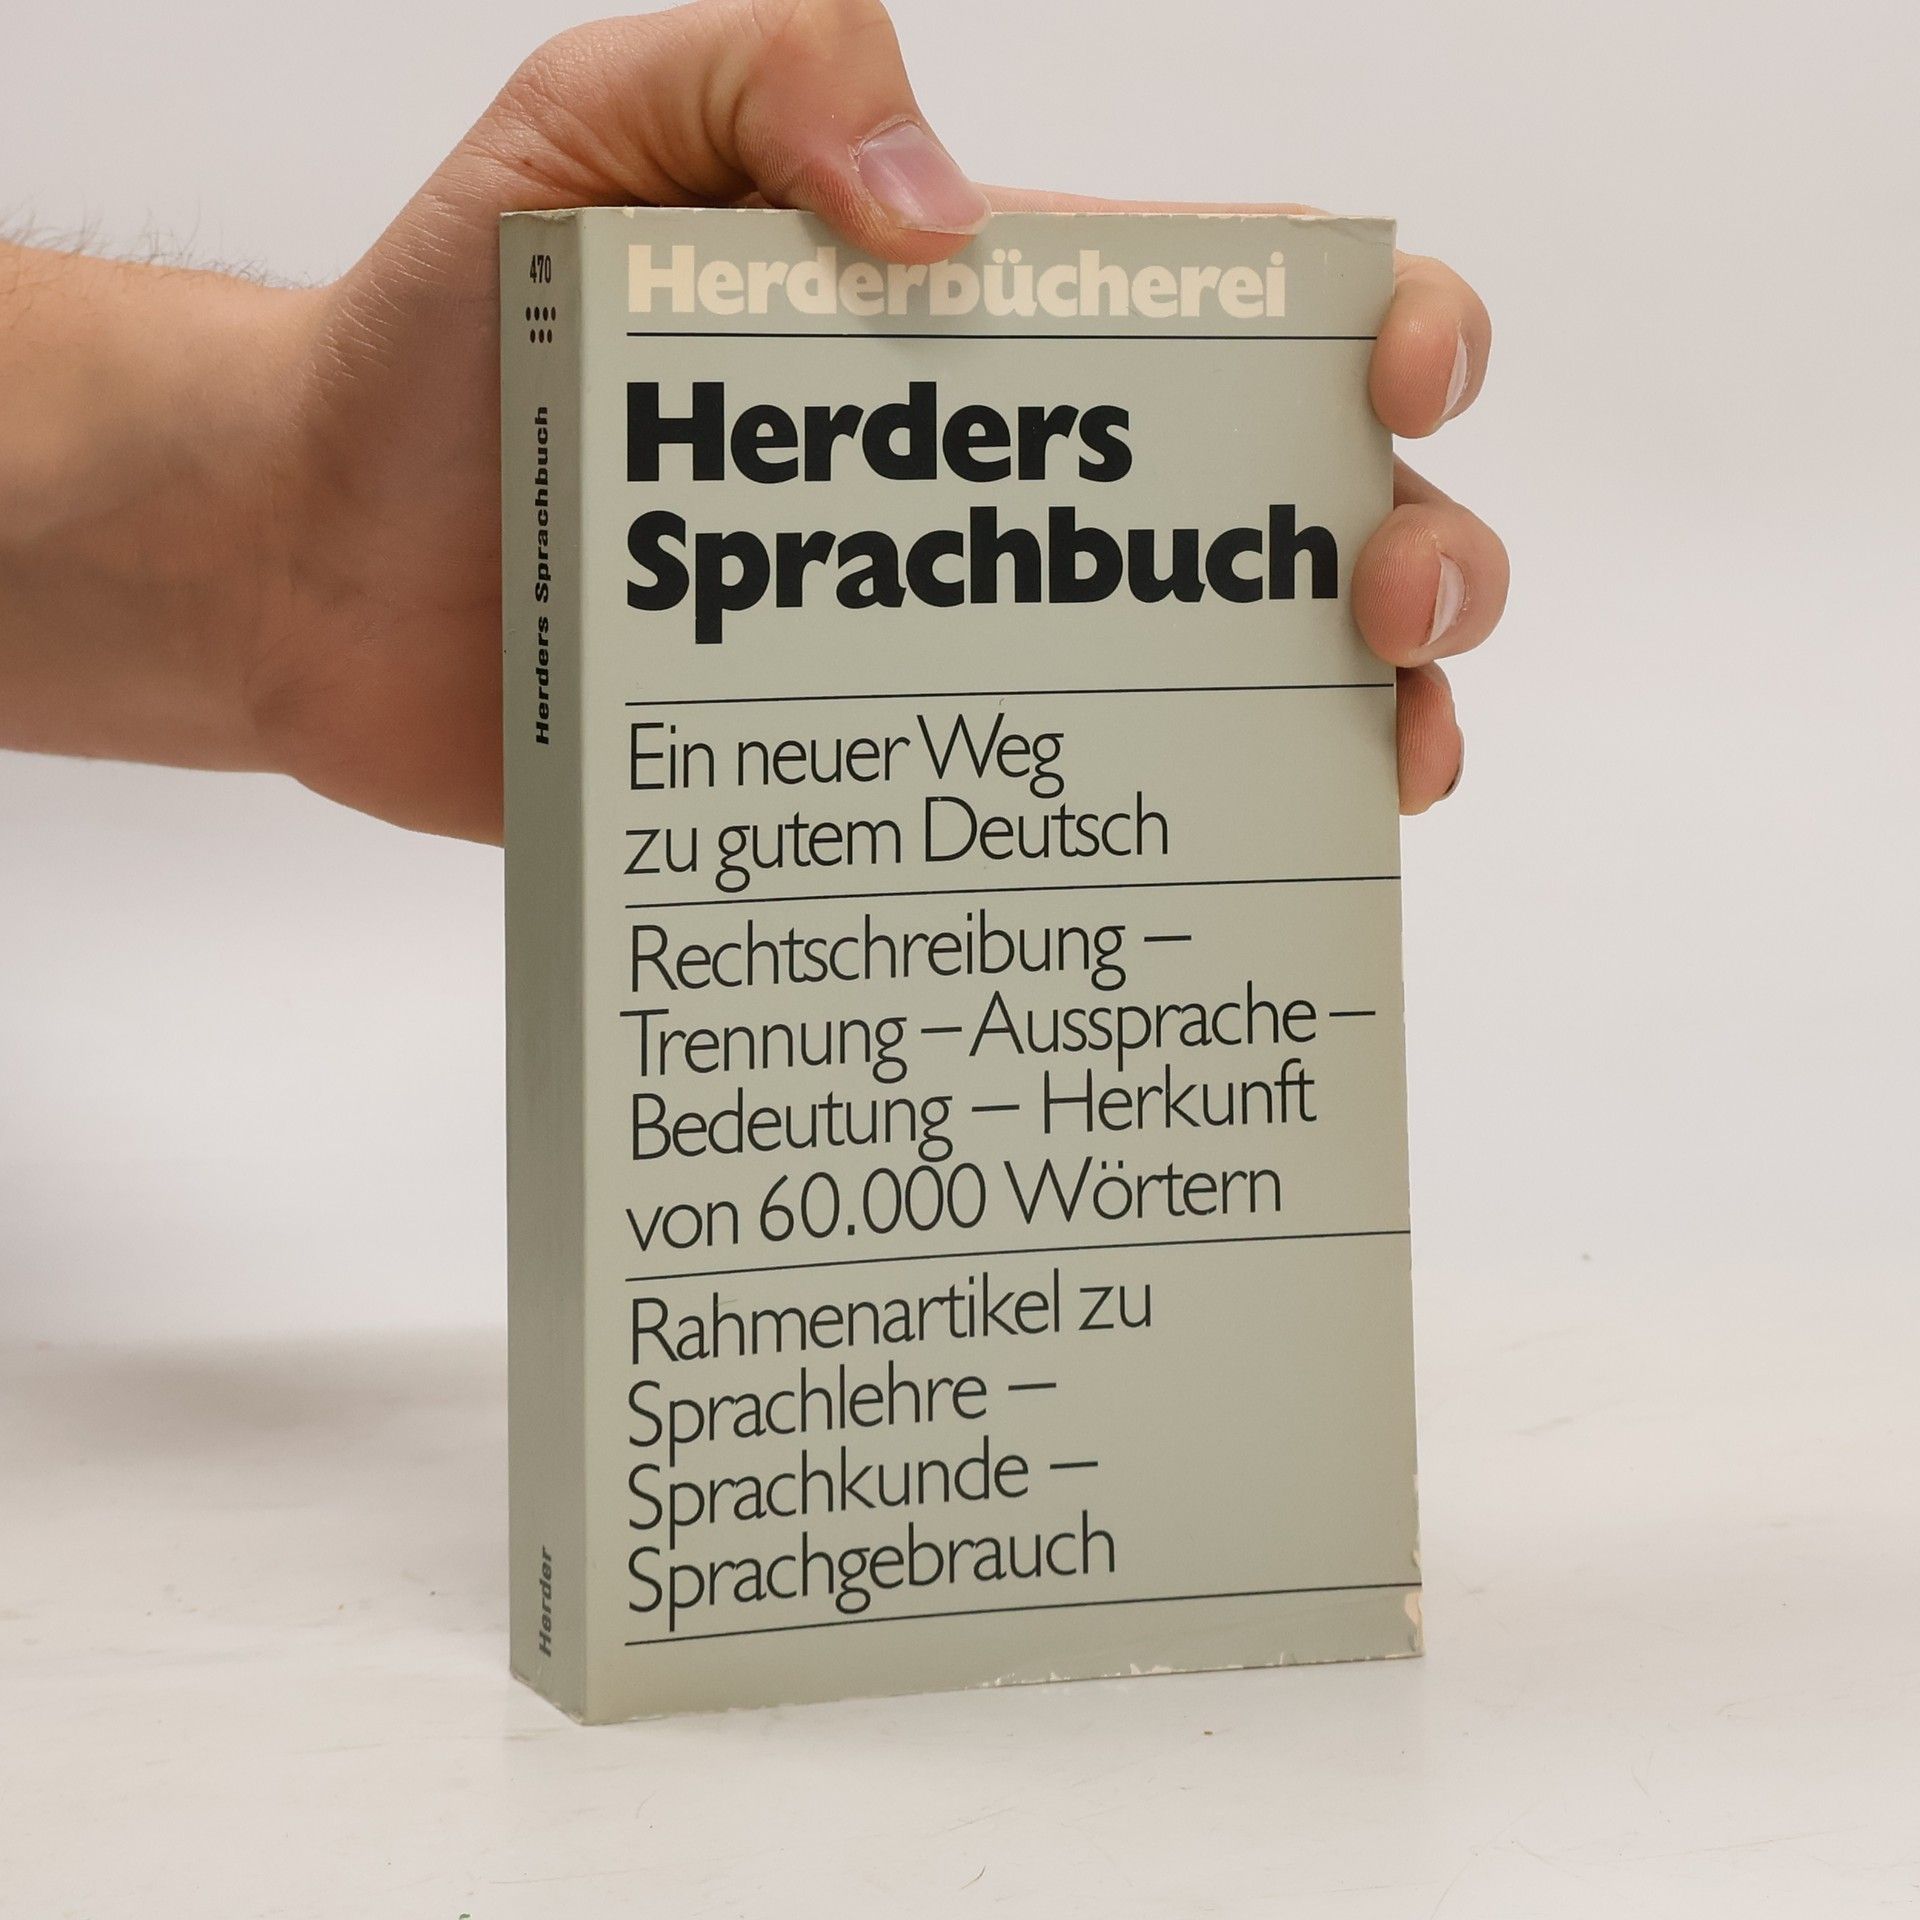 470
Herders Sprachbuch
Herder
Herderbücherei
Herders
Sprachbuch
Ein neuer Weg
zu gutem Deutsch
Rechtschreibung –
Trennung – Aussprache –
Bedeutung – Herkunft
von 60.000 Wörtern
Rahmenartikel zu
Sprachlehre –
Sprachkunde –
Sprachgebrauch